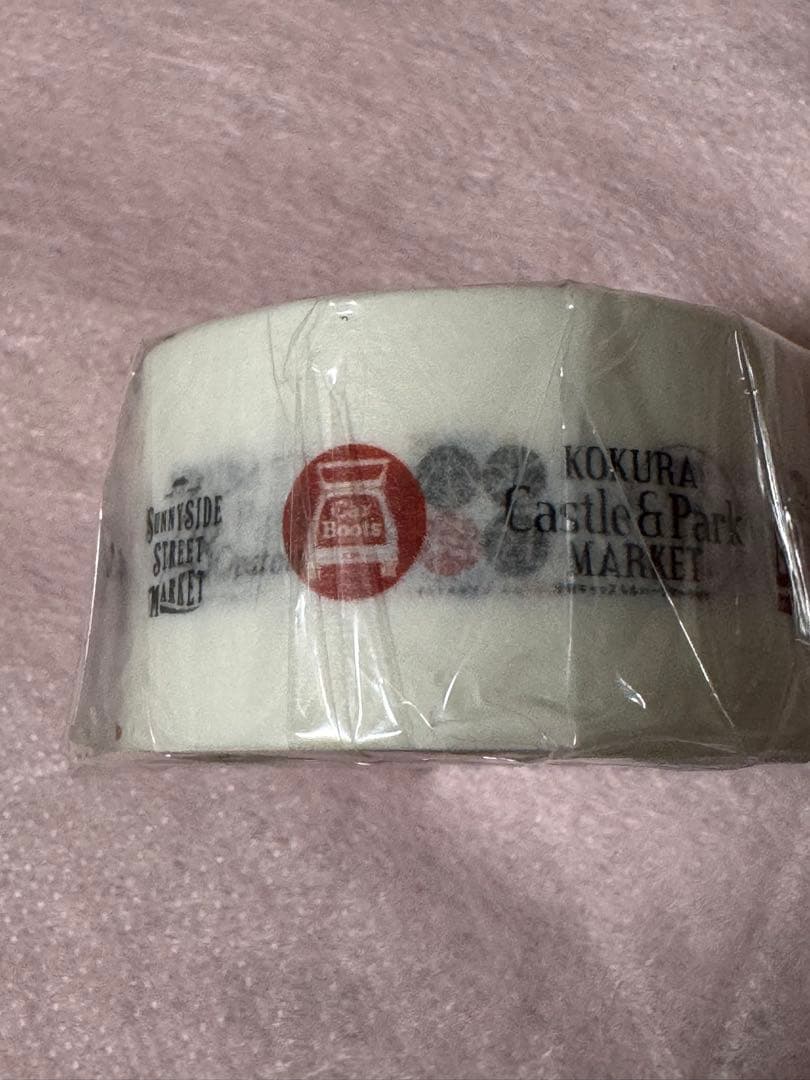 SUNNYSIDE
STREET
MARKET
Car
Boots
KOKURA
Castle & Park
MARKET